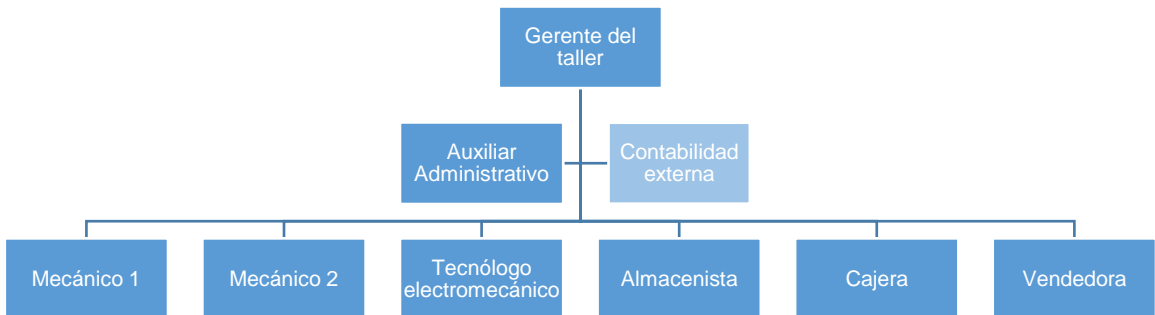 Gerente del
taller
Auxiliar
Administrativo
Contabilidad
externa
Mecánico 1
Mecánico 2
Tecnólogo
electromecánico
Almacenista
Cajera
Vendedora